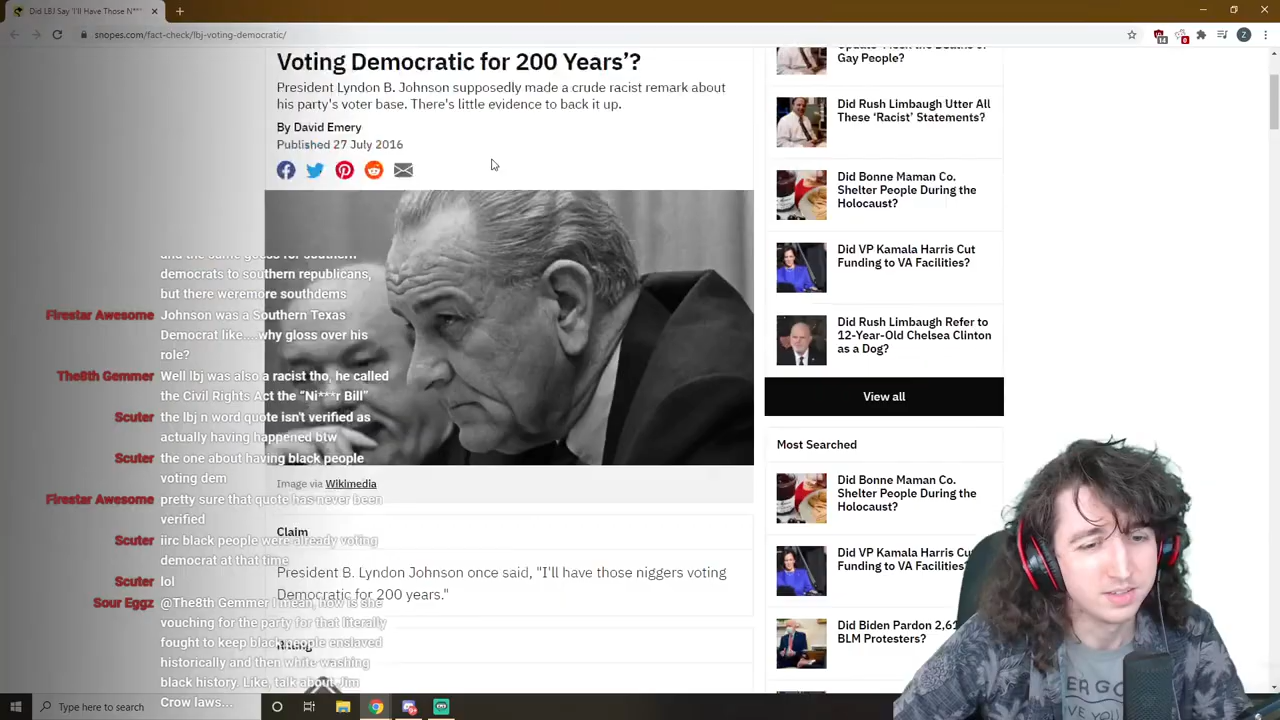 Did LBJ Say 'I'll Have Those N**
snopes.com/fact-check/lbj-voting-democratic/
14
0
Z
Voting Democratic for 200 Years'?
President Lyndon B. Johnson supposedly made a crude racist remark about
his party's voter base. There's little evidence to back it up.
By David Emery
Published 27 July 2016
and the same goes for southern
democrats to southern republicans,
but there weremore southdems
Firestar Awesome Johnson was a Southern Texas
Democrat like....why gloss over his
role?
The8th Gemmer Well lbj was also a racist tho, he called
the Civil Rights Act the “Ni***r Bill”
Scuter the lbj n word quote isn't verified as
actually having happened btw
Scuter the one about having black people
voting dem
Firestar Awesome pretty sure that quote has never been
verified
Scuter iirc black people were already voting
democrat at that time
Scuter lol
Sour Eggz @The8th Gemmer I mean, how is she
vouching for the party for that literally
fought to keep black people enslaved
historically and then white washing
black history. Like, talk about Jim
Crow laws...
Image via Wikimedia
Claim
President B. Lyndon Johnson once said, "I'll have those niggers voting
Democratic for 200 years."
Rating
Gay People?
Did Rush Limbaugh Utter All
These ‘Racist’ Statements?
Did Bonne Maman Co.
Shelter People During the
Holocaust?
Did VP Kamala Harris Cut
Funding to VA Facilities?
Did Rush Limbaugh Refer to
12-Year-Old Chelsea Clinton
as a Dog?
View all
Most Searched
Did Bonne Maman Co.
Shelter People During the
Holocaust?
Did VP Kamala Harris Cu
Funding to VA Facilities?
Did Biden Pardon 2,61
BLM Protesters?
ER GO
Type here to search